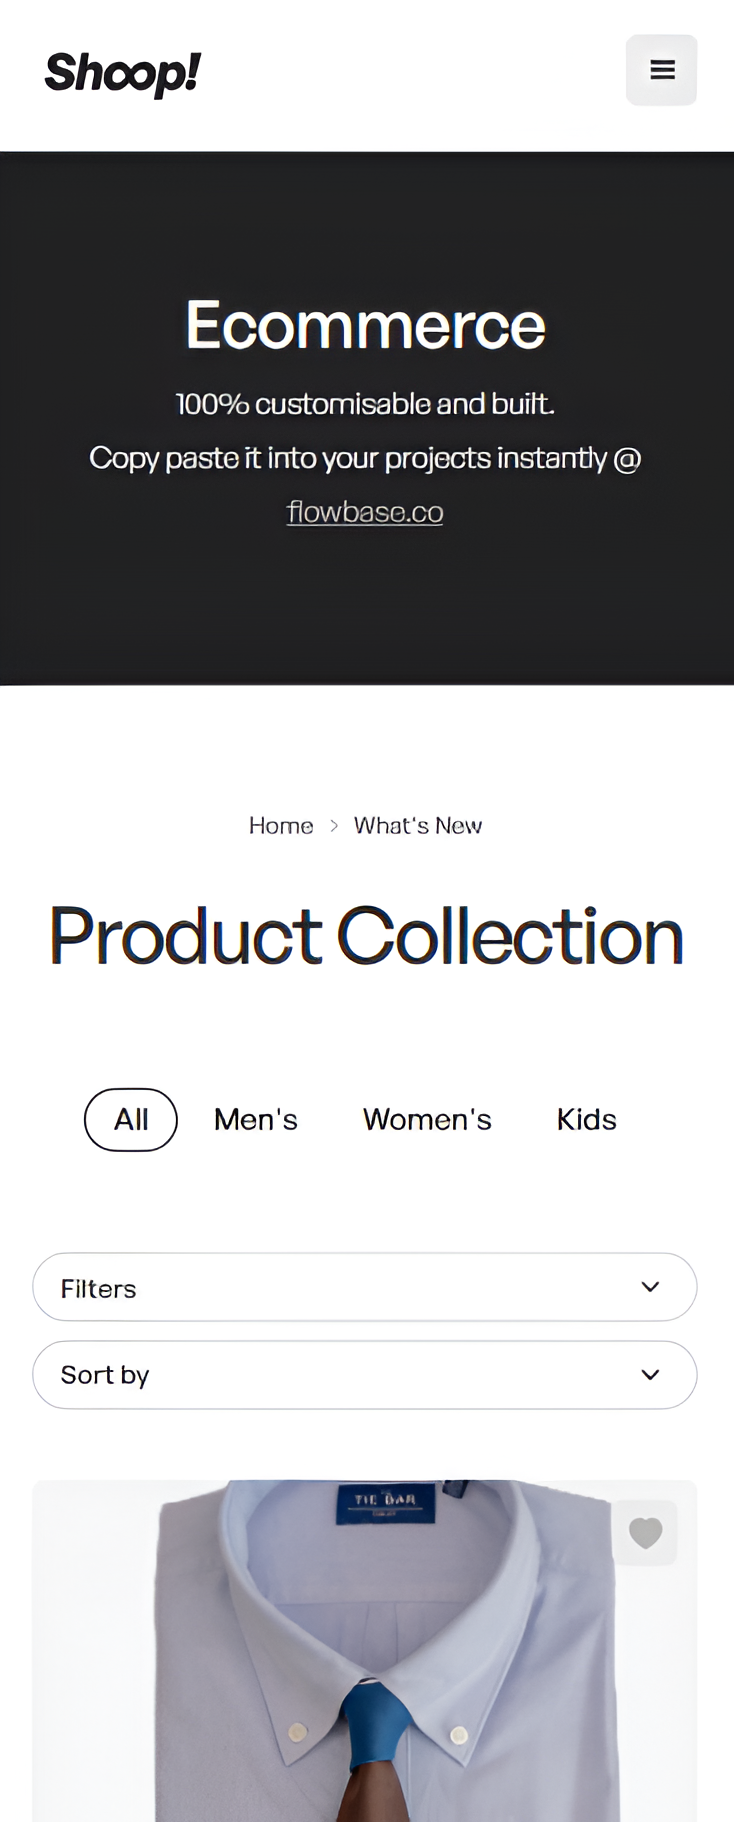 Shoop!
Ecommerce
100% customisable and built.
Copy paste it into your projects instantly @
flowbase.co
Home > What's New
Product Collection
All Men's Women's Kids
Filters
Sort by
TIE BAR